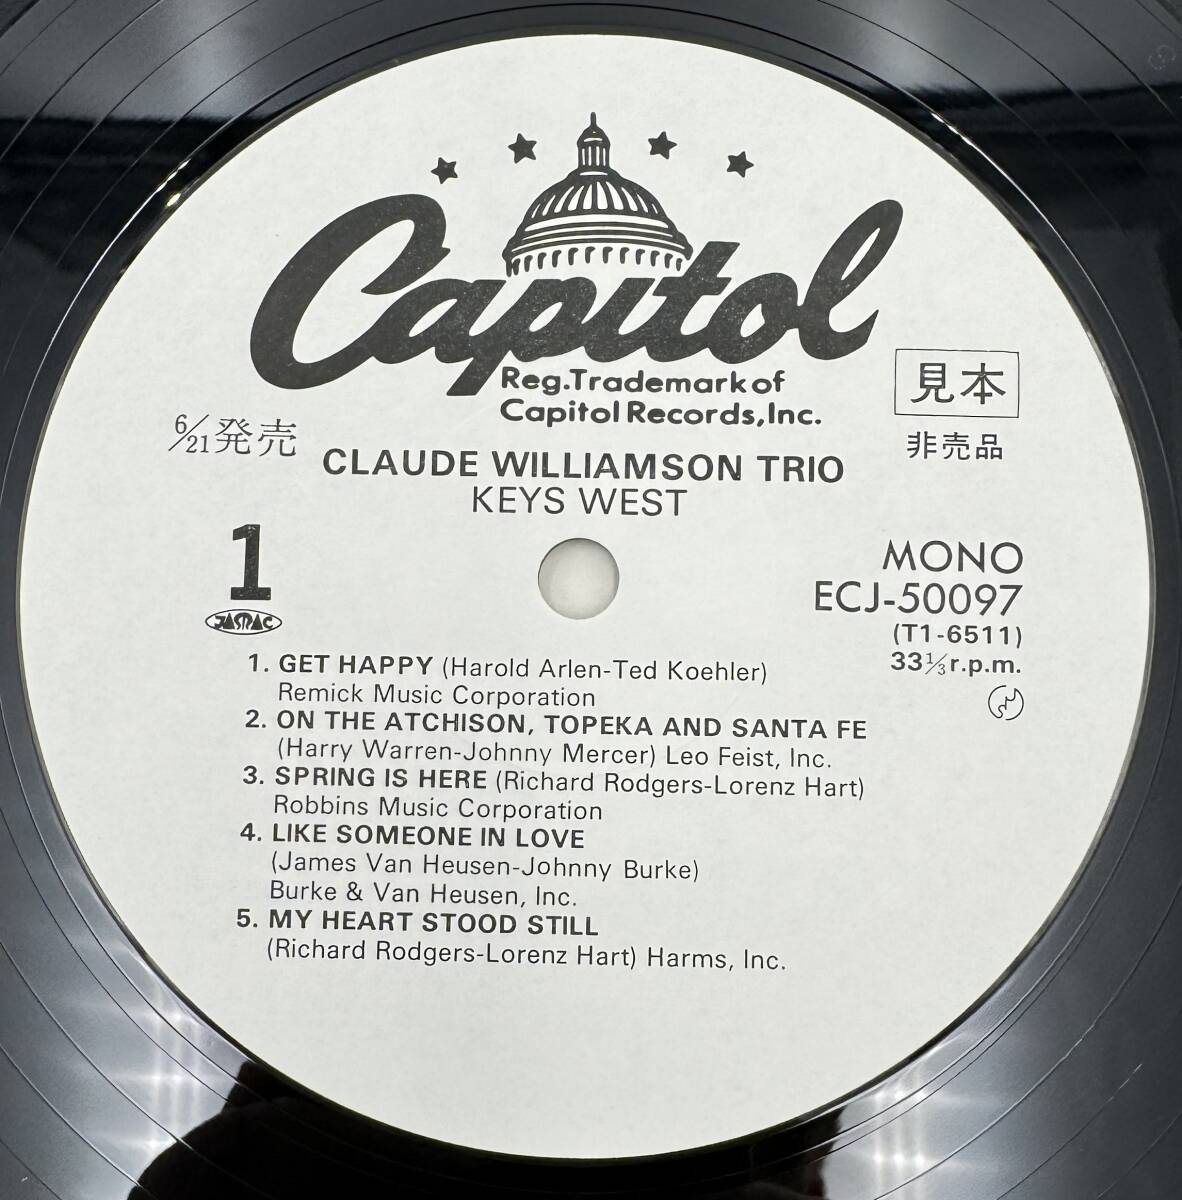 Capitol
Reg.Trademark of
Capitol Records,Inc.
見本
非売品
6/21発売
CLAUDE WILLIAMSON TRIO
KEYS WEST
1
JASRAC
MONO
ECJ-50097
(T1-6511)
33⅓r.p.m.
1. GET HAPPY (Harold Arlen-Ted Koehler)
Remick Music Corporation
2. ON THE ATCHISON, TOPEKA AND SANTA FE
(Harry Warren-Johnny Mercer) Leo Feist, Inc.
3. SPRING IS HERE (Richard Rodgers-Lorenz Hart)
Robbins Music Corporation
4. LIKE SOMEONE IN LOVE
(James Van Heusen-Johnny Burke)
Burke & Van Heusen, Inc.
5. MY HEART STOOD STILL
(Richard Rodgers-Lorenz Hart) Harms, Inc.